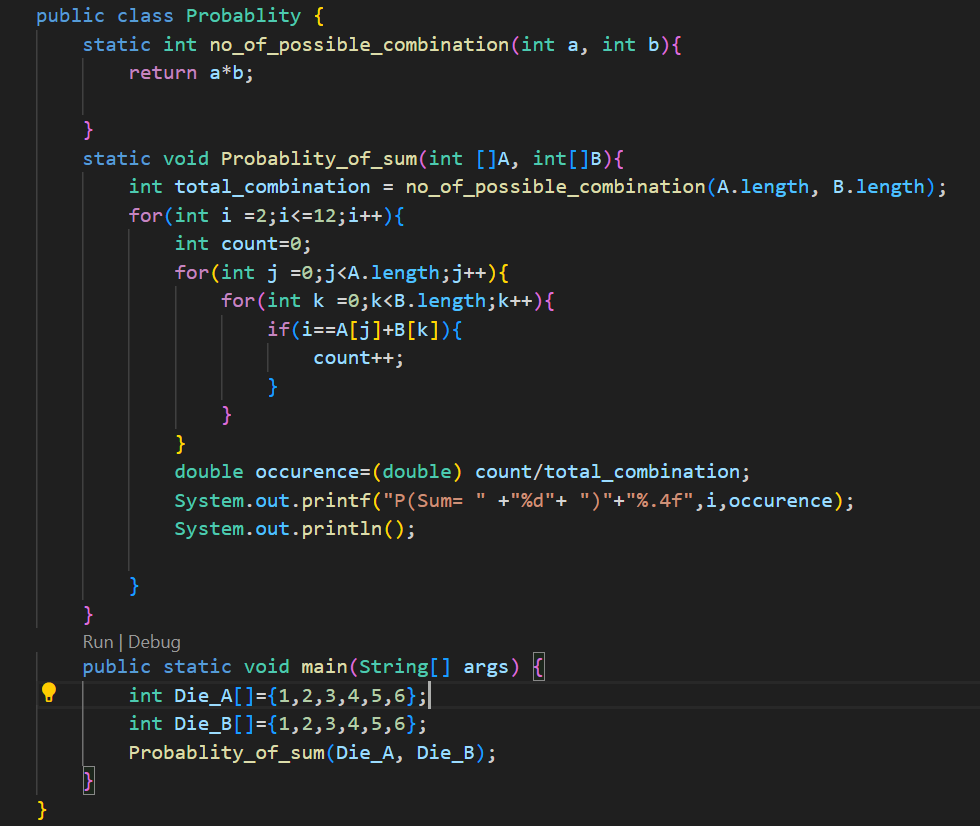 public class Probablity {
    static int no_of_possible_combination(int a, int b){
        return a*b;

    }
    static void Probablity_of_sum(int []A, int[]B){
        int total_combination = no_of_possible_combination(A.length, B.length);
        for(int i =2;i<=12;i++){
            int count=0;
            for(int j =0;j<A.length;j++){
                for(int k =0;k<B.length;k++){
                    if(i==A[j]+B[k]){
                        count++;
                    }
                }
            }
            double occurence=(double) count/total_combination;
            System.out.printf("P(Sum= " +"%d"+ ")"+"%.4f",i,occurence);
            System.out.println();

        }
    }
    Run | Debug
    public static void main(String[] args) {
        int Die_A[]={1,2,3,4,5,6};
        int Die_B[]={1,2,3,4,5,6};
        Probablity_of_sum(Die_A, Die_B);
    }
}